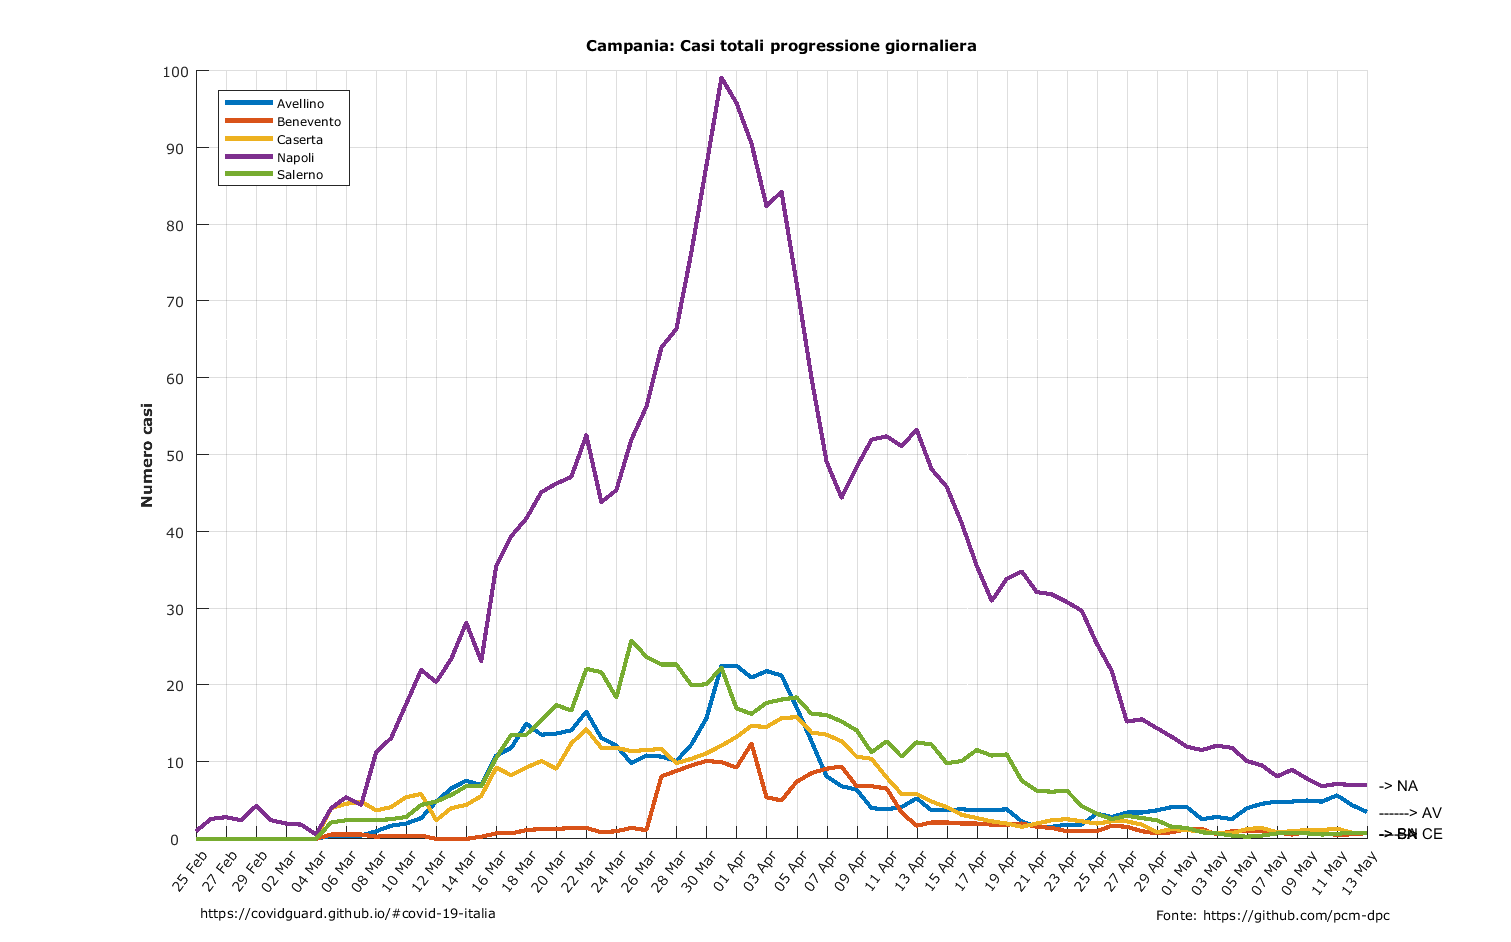 Campania: Casi totali progressione giornaliera
100
90
80
70
60
50
40
30
20
10
0
Numero casi
Avellino
Benevento
Caserta
Napoli
Salerno
-> NA
------> AV
CE
25 Feb
27 Feb
29 Feb
02 Mar
04 Mar
06 Mar
08 Mar
10 Mar
12 Mar
14 Mar
16 Mar
18 Mar
20 Mar
22 Mar
24 Mar
26 Mar
28 Mar
30 Mar
01 Apr
03 Apr
05 Apr
07 Apr
09 Apr
11 Apr
13 Apr
15 Apr
17 Apr
19 Apr
21 Apr
23 Apr
25 Apr
27 Apr
29 Apr
01 May
03 May
05 May
07 May
09 May
11 May
13 May
https://covidguard.github.io/#covid-19-italia
Fonte: https://github.com/pcm-dpc